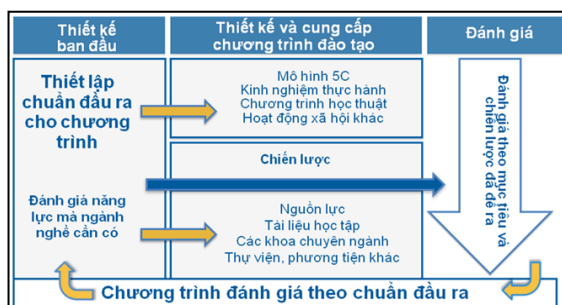 Thiết kế
ban đầu
Thiết kế và cung cấp
chương trình đào tạo
Đánh giá
Thiết lập
chuẩn đầu ra
cho chương
trình
Đánh giá năng
lực mà ngành
nghề cần có
Mô hình 5C
Kinh nghiệm thực hành
Chương trình học thuật
Hoạt động xã hội khác
Chiến lược
Nguồn lực
Tài liệu học tập
Các khoa chuyên ngành
Thư viện, phương tiện khác
Đánh giá theo mục tiêu và
chiến lược đã đề ra
Chương trình đánh giá theo chuẩn đầu ra